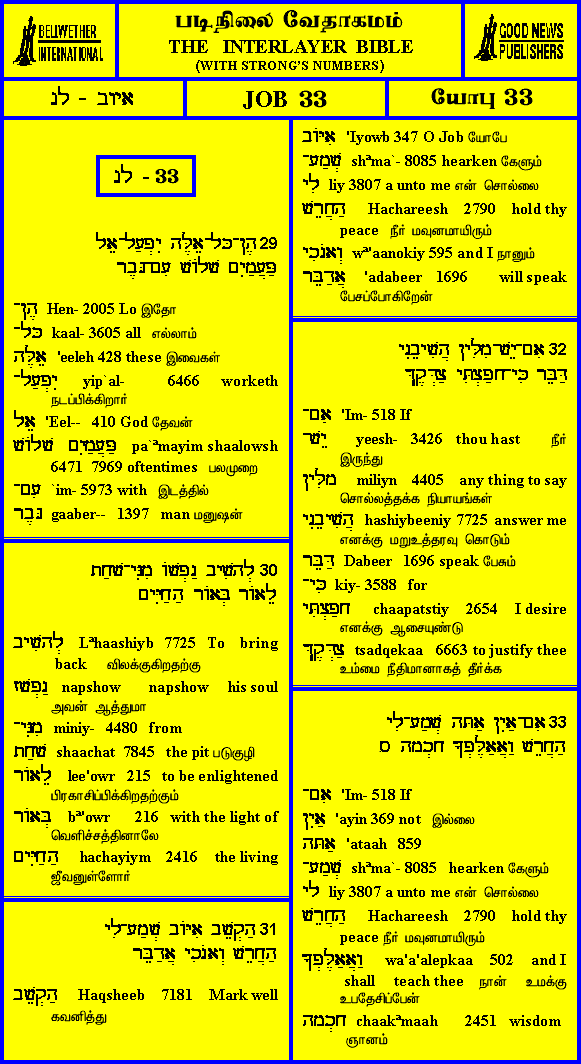 BELLWETHER
INTERNATIONAL
படிநிலை வேதாகமம்
THE INTERLAYER BIBLE
(WITH STRONG'S NUMBERS)
GOOD NEWS
PUBLISHERS
איוב - לג
JOB 33
யோபு 33
לג - 33
29 הֶן־כָּל־אֵלֶּה יִפְעַל־אֵל
פַּעֲמַיִם שָׁלוֹשׁ עִם־גָּבֶר
הֶן־ Hen- 2005 Lo இதோ
כָּל־ kaal- 3605 all எல்லாம்
אֵלֶּה 'eeleh 428 these இவைகள்
יִפְעַל־ yip`al- 6466 worketh
நடப்பிக்கிறார்
אֵל 'Eel-- 410 God தேவன்
פַּעֲמַיִם שָׁלוֹשׁ pa`ªmayim shaalowsh
6471 7969 oftentimes பலமுறை
עִם־ `im- 5973 with இடத்தில்
גָּבֶר gaaber-- 1397 man மனுஷன்
30 לְהָשִׁיב נַפְשׁוֹ מִנִּי־שָׁחַת
לֵאוֹר בְּאוֹר הַחַיִּים
לְהָשִׁיב Lªhaashiyb 7725 To bring
back விலக்குகிறதற்கு
נַפְשׁוֹ napshow napshow his soul
அவன் ஆத்துமா
מִנִּי־ miniy- 4480 from
שָׁחַת shaachat 7845 the pit படுகுழி
לֵאוֹר lee'owr 215 to be enlightened
பிரகாசிப்பிக்கிறதற்கும்
בְּאוֹר bª'owr 216 with the light of
வெளிச்சத்தினாலே
הַחַיִּים hachayiym 2416 the living
ஜீவனுள்ளோர்
31 הַקְשֵׁב אִיּוֹב שְׁמַע־לִי
הַחֲרֵשׁ וְאָנֹכִי אֲדַבֵּר
הַקְשֵׁב Haqsheeb 7181 Mark well
கவனித்து
אִיּוֹב 'Iyowb 347 O Job யோபே
שְׁמַע־ shªma`- 8085 hearken கேளும்
לִי liy 3807 a unto me என் சொல்லை
הַחֲרֵשׁ Hachareesh 2790 hold thy
peace நீர் மவுனமாயிரும்
וְאָנֹכִי wª'aanokiy 595 and I நானும்
אֲדַבֵּר 'adabeer 1696 will speak
பேசப்போகிறேன்
32 אִם־יֵשׁ־מִלִּין הֲשִׁיבֵנִי
דַּבֵּר כִּי־חָפַצְתִּי צַדְּקֶךָּ
אִם־ 'Im- 518 If
יֵשׁ־ yeesh- 3426 thou hast நீர்
இருந்து
מִלִּין miliyn 4405 any thing to say
சொல்லத்தக்க நியாயங்கள்
הֲשִׁיבֵנִי hashiybeeniy 7725 answer me
எனக்கு மறுஉத்தரவு கொடும்
דַּבֵּר Dabeer 1696 speak பேசும்
כִּי־ kiy- 3588 for
חָפַצְתִּי chaapatstiy 2654 I desire
எனக்கு ஆசையுண்டு
צַדְּקֶךָּ tsadqekaa 6663 to justify thee
உம்மை நீதிமானாகத் தீர்க்க
33 אִם־אַיִן אַתָּה שְׁמַע־לִי
הַחֲרֵשׁ וַאֲאַלֶּפְךָ חָכְמָה ס
אִם־ 'Im- 518 If
אַיִן 'ayin 369 not இல்லை
אַתָּה 'ataah 859
שְׁמַע־ shªma`- 8085 hearken கேளும்
לִי liy 3807 a unto me என் சொல்லை
הַחֲרֵשׁ Hachareesh 2790 hold thy
peace நீர் மவுனமாயிரும்
וַאֲאַלֶּפְךָ wa'a'alepkaa 502 and I
shall teach thee நான் உமக்கு
உபதேசிப்பேன்
חָכְמָה chaakªmaah 2451 wisdom
ஞானம்